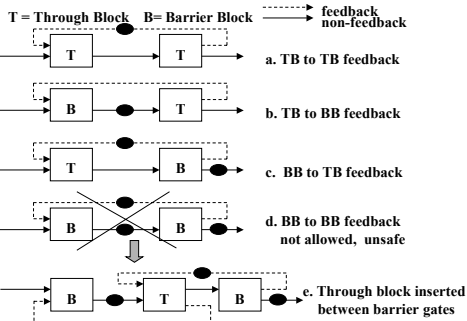 T = Through Block B= Barrier Block feedback
non-feedback
T T
a. TB to TB feedback
B T
b. TB to BB feedback
T B
c. BB to TB feedback
B B
d. BB to BB feedback
not allowed, unsafe
B T B
e. Through block inserted
between barrier gates